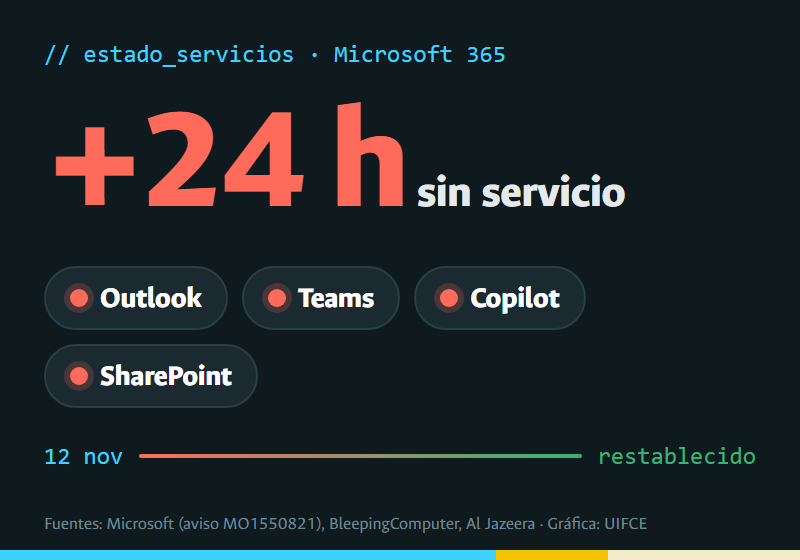 // estado_servicios · Microsoft 365
+24 h sin servicio
Outlook Teams Copilot
SharePoint
12 nov restablecido
Fuentes: Microsoft (aviso MO1550821), BleepingComputer, Al Jazeera · Gráfica: UIFCE